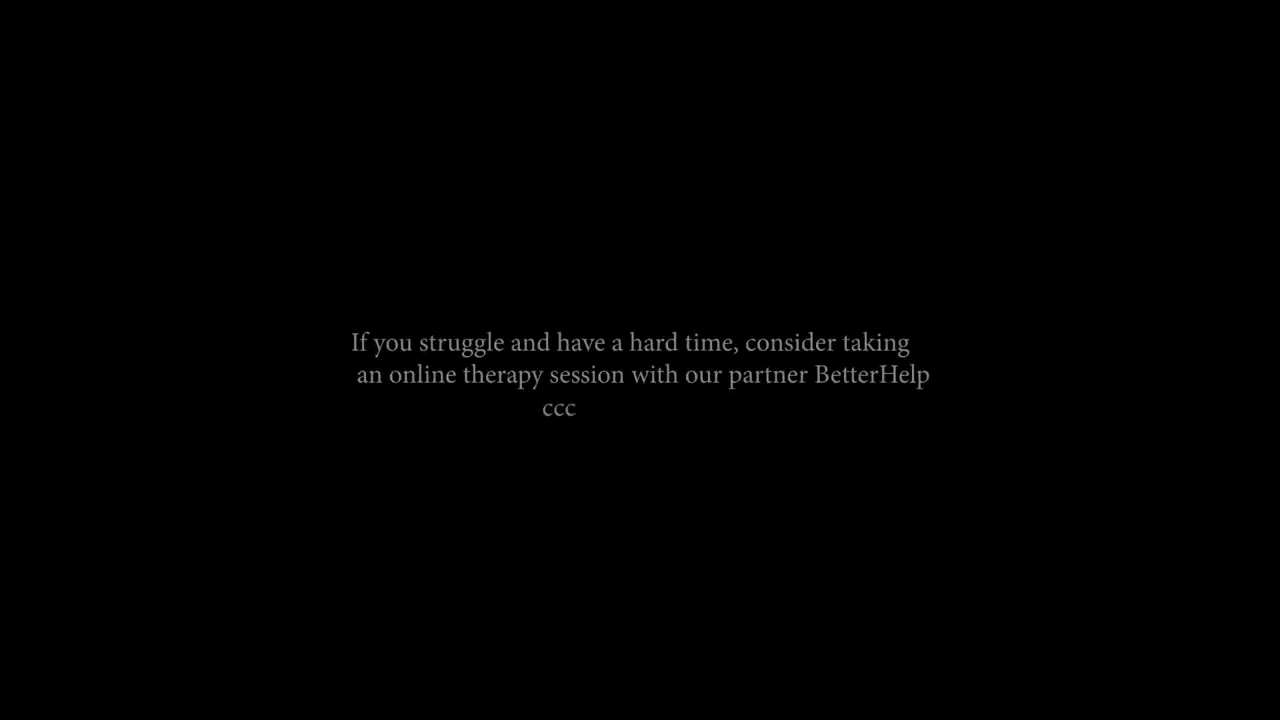 If you struggle and have a hard time, consider taking
an online therapy session with our partner BetterHelp
ccc